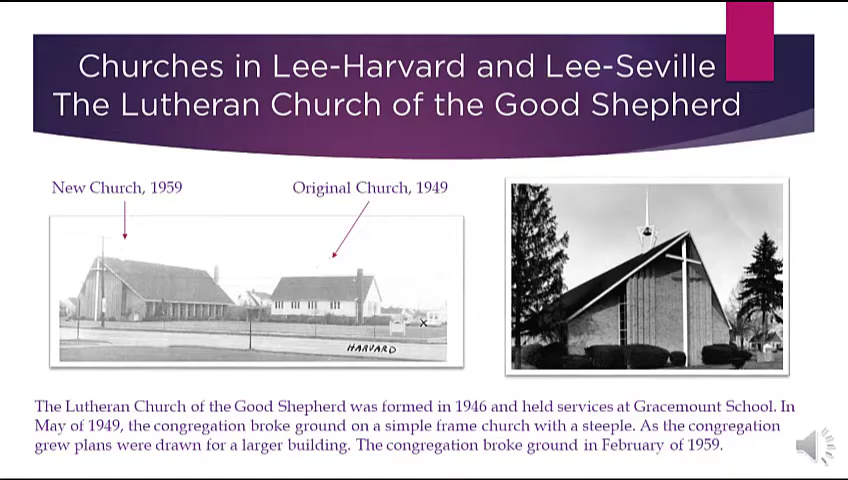 Churches in Lee-Harvard and Lee-Seville
The Lutheran Church of the Good Shepherd
New Church, 1959
Original Church, 1949
HARVARD
The Lutheran Church of the Good Shepherd was formed in 1946 and held services at Gracemount School. In
May of 1949, the congregation broke ground on a simple frame church with a steeple. As the congregation
grew plans were drawn for a larger building. The congregation broke ground in February of 1959.